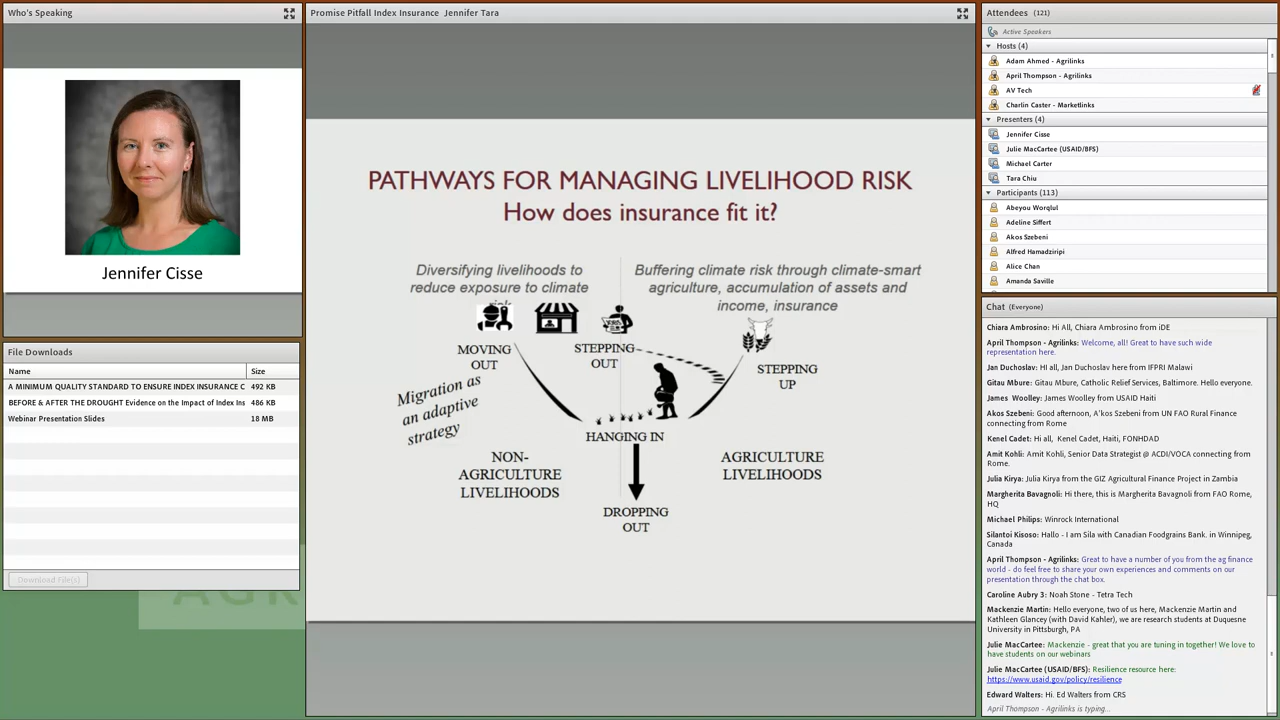 Who's Speaking
Jennifer Cisse
File Downloads
Name Size
A MINIMUM QUALITY STANDARD TO ENSURE INDEX INSURANCE C 492 KB
BEFORE & AFTER THE DROUGHT Evidence on the Impact of Index Ins 486 KB
Webinar Presentation Slides 18 MB
Download File(s)
Promise Pitfall Index Insurance Jennifer Tara
PATHWAYS FOR MANAGING LIVELIHOOD RISK
How does insurance fit it?
Diversifying livelihoods to
reduce exposure to climate
risk
Buffering climate risk through climate-smart
agriculture, accumulation of assets and
income, insurance
MOVING
OUT
STEPPING
OUT
STEPPING
UP
Migration as
an adaptive
strategy
HANGING IN
NON-
AGRICULTURE
LIVELIHOODS
AGRICULTURE
LIVELIHOODS
DROPPING
OUT
Attendees (121)
Active Speakers
Hosts (4)
Adam Ahmed - Agrilinks
April Thompson - Agrilinks
AV Tech
Charlin Caster - Marketlinks
Presenters (4)
Jennifer Cisse
Julie MacCartee (USAID/BFS)
Michael Carter
Tara Chiu
Participants (113)
Abeyou Worqlul
Adeline Siffert
Akos Szebeni
Alfred Hamadziripi
Alice Chan
Amanda Saville
Chat (Everyone)
Chiara Ambrosino: Hi All, Chiara Ambrosino from iDE
April Thompson - Agrilinks: Welcome, all! Great to have such wide
representation here.
Jan Duchoslav: HI all, Jan Duchoslav here from IFPRI Malawi
Gitau Mbure: Gitau Mbure, Catholic Relief Services, Baltimore. Hello everyone.
James Woolley: James Woolley from USAID Haiti
Akos Szebeni: Good afternoon, A'kos Szebeni from UN FAO Rural Finance
connecting from Rome
Kenel Cadet: Hi all, Kenel Cadet, Haiti, FONHDAD
Amit Kohli: Amit Kohli, Senior Data Strategist @ ACDI/VOCA connecting from
Rome.
Julia Kirya: Julia Kirya from the GIZ Agricultural Finance Project in Zambia
Margherita Bavagnoli: Hi there, this is Margherita Bavagnoli from FAO Rome,
HQ
Michael Philips: Winrock International
Silantoi Kisoso: Hallo - I am Sila with Canadian Foodgrains Bank. in Winnipeg,
Canada
April Thompson - Agrilinks: Great to have a number of you from the ag finance
world - do feel free to share your own experiences and comments on our
presentation through the chat box.
Caroline Aubry 3: Noah Stone - Tetra Tech
Mackenzie Martin: Hello everyone, two of us here, Mackenzie Martin and
Kathleen Glancey (with David Kahler), we are research students at Duquesne
University in Pittsburgh, PA
Julie MacCartee: Mackenzie - great that you are tuning in together! We love to
have students on our webinars
Julie MacCartee (USAID/BFS): Resilience resource here:
https://www.usaid.gov/policy/resilience
Edward Walters: Hi. Ed Walters from CRS
April Thompson - Agrilinks is typing...